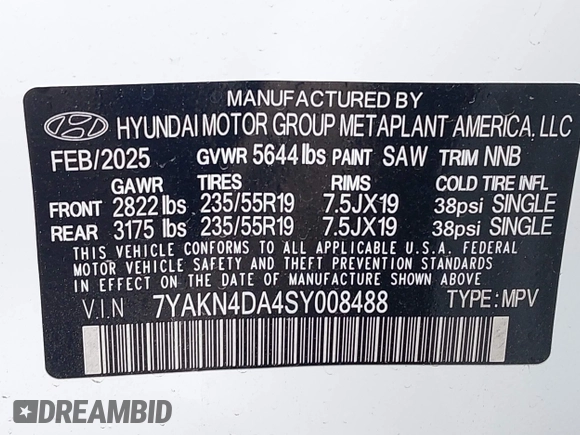 MANUFACTURED BY
HYUNDAI MOTOR GROUP METAPLANT AMERICA, LLC
FEB/2025 GVWR 5644 lbs PAINT SAW TRIM NNB
GAWR TIRES RIMS COLD TIRE INFL
FRONT 2822 lbs 235/55R19 7.5JX19 38psi SINGLE
REAR 3175 lbs 235/55R19 7.5JX19 38psi SINGLE
THIS VEHICLE CONFORMS TO ALL APPLICABLE U.S.A. FEDERAL
MOTOR VEHICLE SAFETY AND THEFT PREVENTION STANDARDS
IN EFFECT ON THE DATE OF MANUFACTURE SHOWN ABOVE
V.I.N 7YAKN4DA4SY008488 TYPE:MPV
DREAMBID